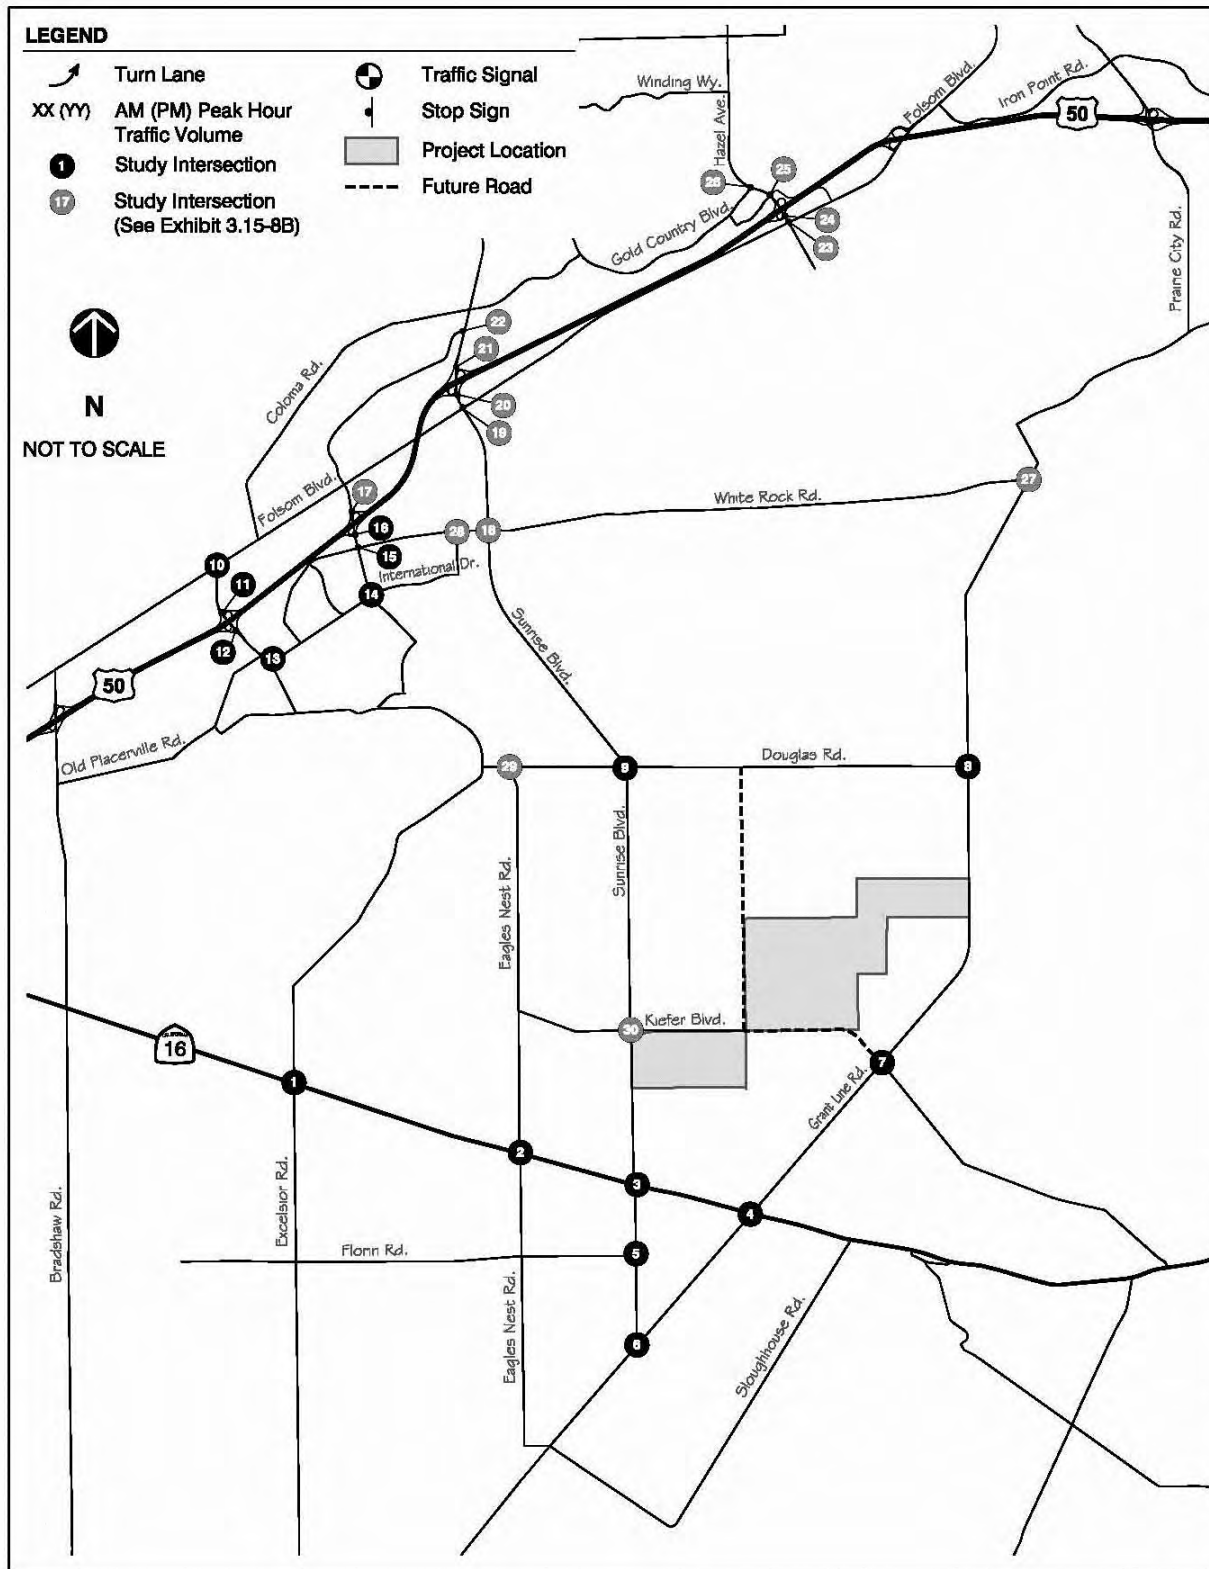 LEGEND
Turn Lane
XX (YY) AM (PM) Peak Hour
Traffic Volume
1 Study Intersection
17 Study Intersection
(See Exhibit 3.15-8B)
Traffic Signal
Stop Sign
Project Location
Future Road
N
NOT TO SCALE
Winding Wy.
Hazel Ave.
Folsom Blvd.
Iron Point Rd.
50
Prairie City Rd.
26
25
24
23
Gold Country Blvd.
22
21
20
19
Coloma Rd.
Folsom Blvd.
17
16
15
28
18
White Rock Rd.
27
International Dr.
10
11
12
13
14
50
Old Placerville Rd.
Sunrise Blvd.
29
9
Douglas Rd.
8
Eagles Nest Rd.
Sunrise Blvd.
30
Kiefer Blvd.
CALIFORNIA
16
1
2
3
4
7
Grant Line Rd.
Bradshaw Rd.
Excelsior Rd.
Florin Rd.
5
6
Eagles Nest Rd.
Sloughhouse Rd.